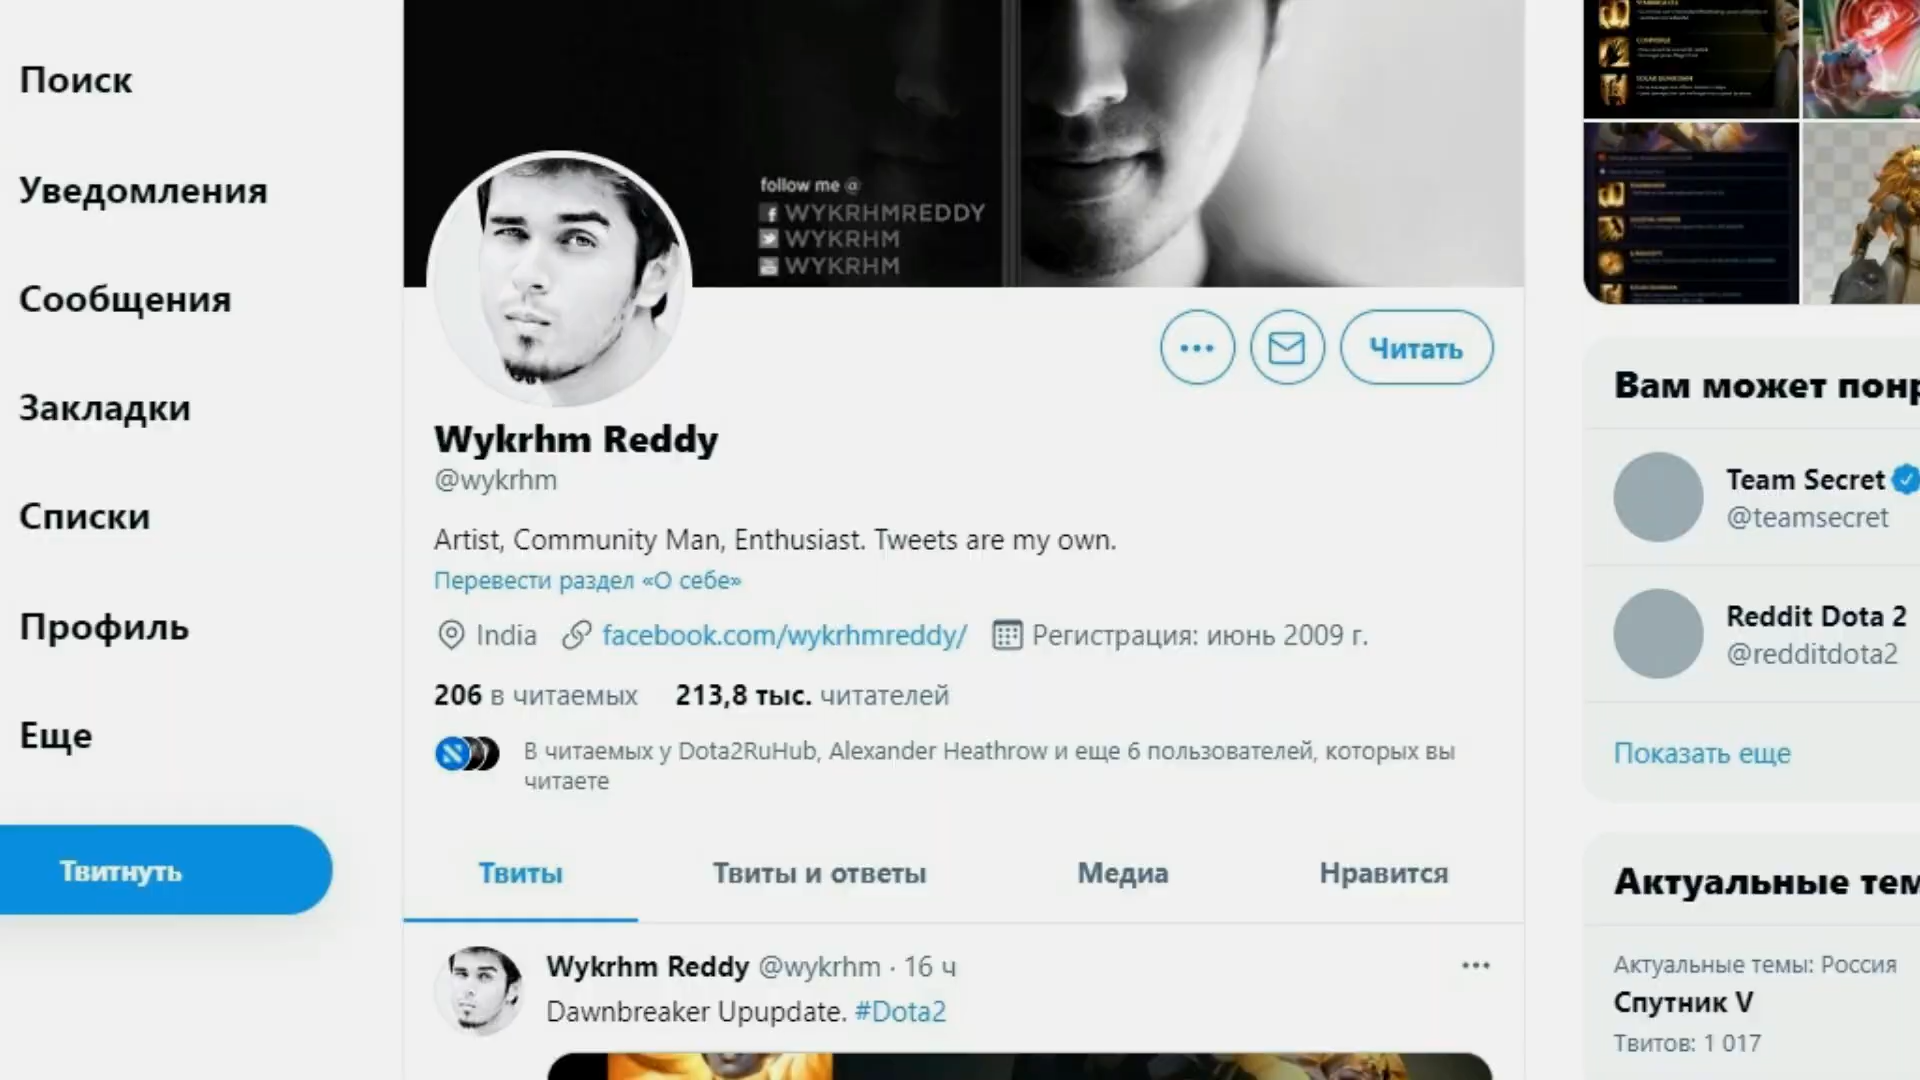 Поиск
Уведомления
Сообщения
Закладки
Списки
Профиль
Еще
Твитнуть
follow me @
WYKRHMREDDY
WYKRHM
WYKRHM
Читать
Wykrhm Reddy
@wykrhm
Artist, Community Man, Enthusiast. Tweets are my own.
Перевести раздел «О себе»
India facebook.com/wykrhmreddy/ Регистрация: июнь 2009 г.
206 в читаемых 213,8 тыс. читателей
В читаемых у Dota2RuHub, Alexander Heathrow и еще 6 пользователей, которых вы
читаете
Твиты Твиты и ответы Медиа Нравится
Wykrhm Reddy @wykrhm · 16 ч
Dawnbreaker Upupdate. #Dota2
Вам может понр
Team Secret
@teamsecret
Reddit Dota 2
@redditdota2
Показать еще
Актуальные тем
Актуальные темы: Россия
Спутник V
Твитов: 1 017